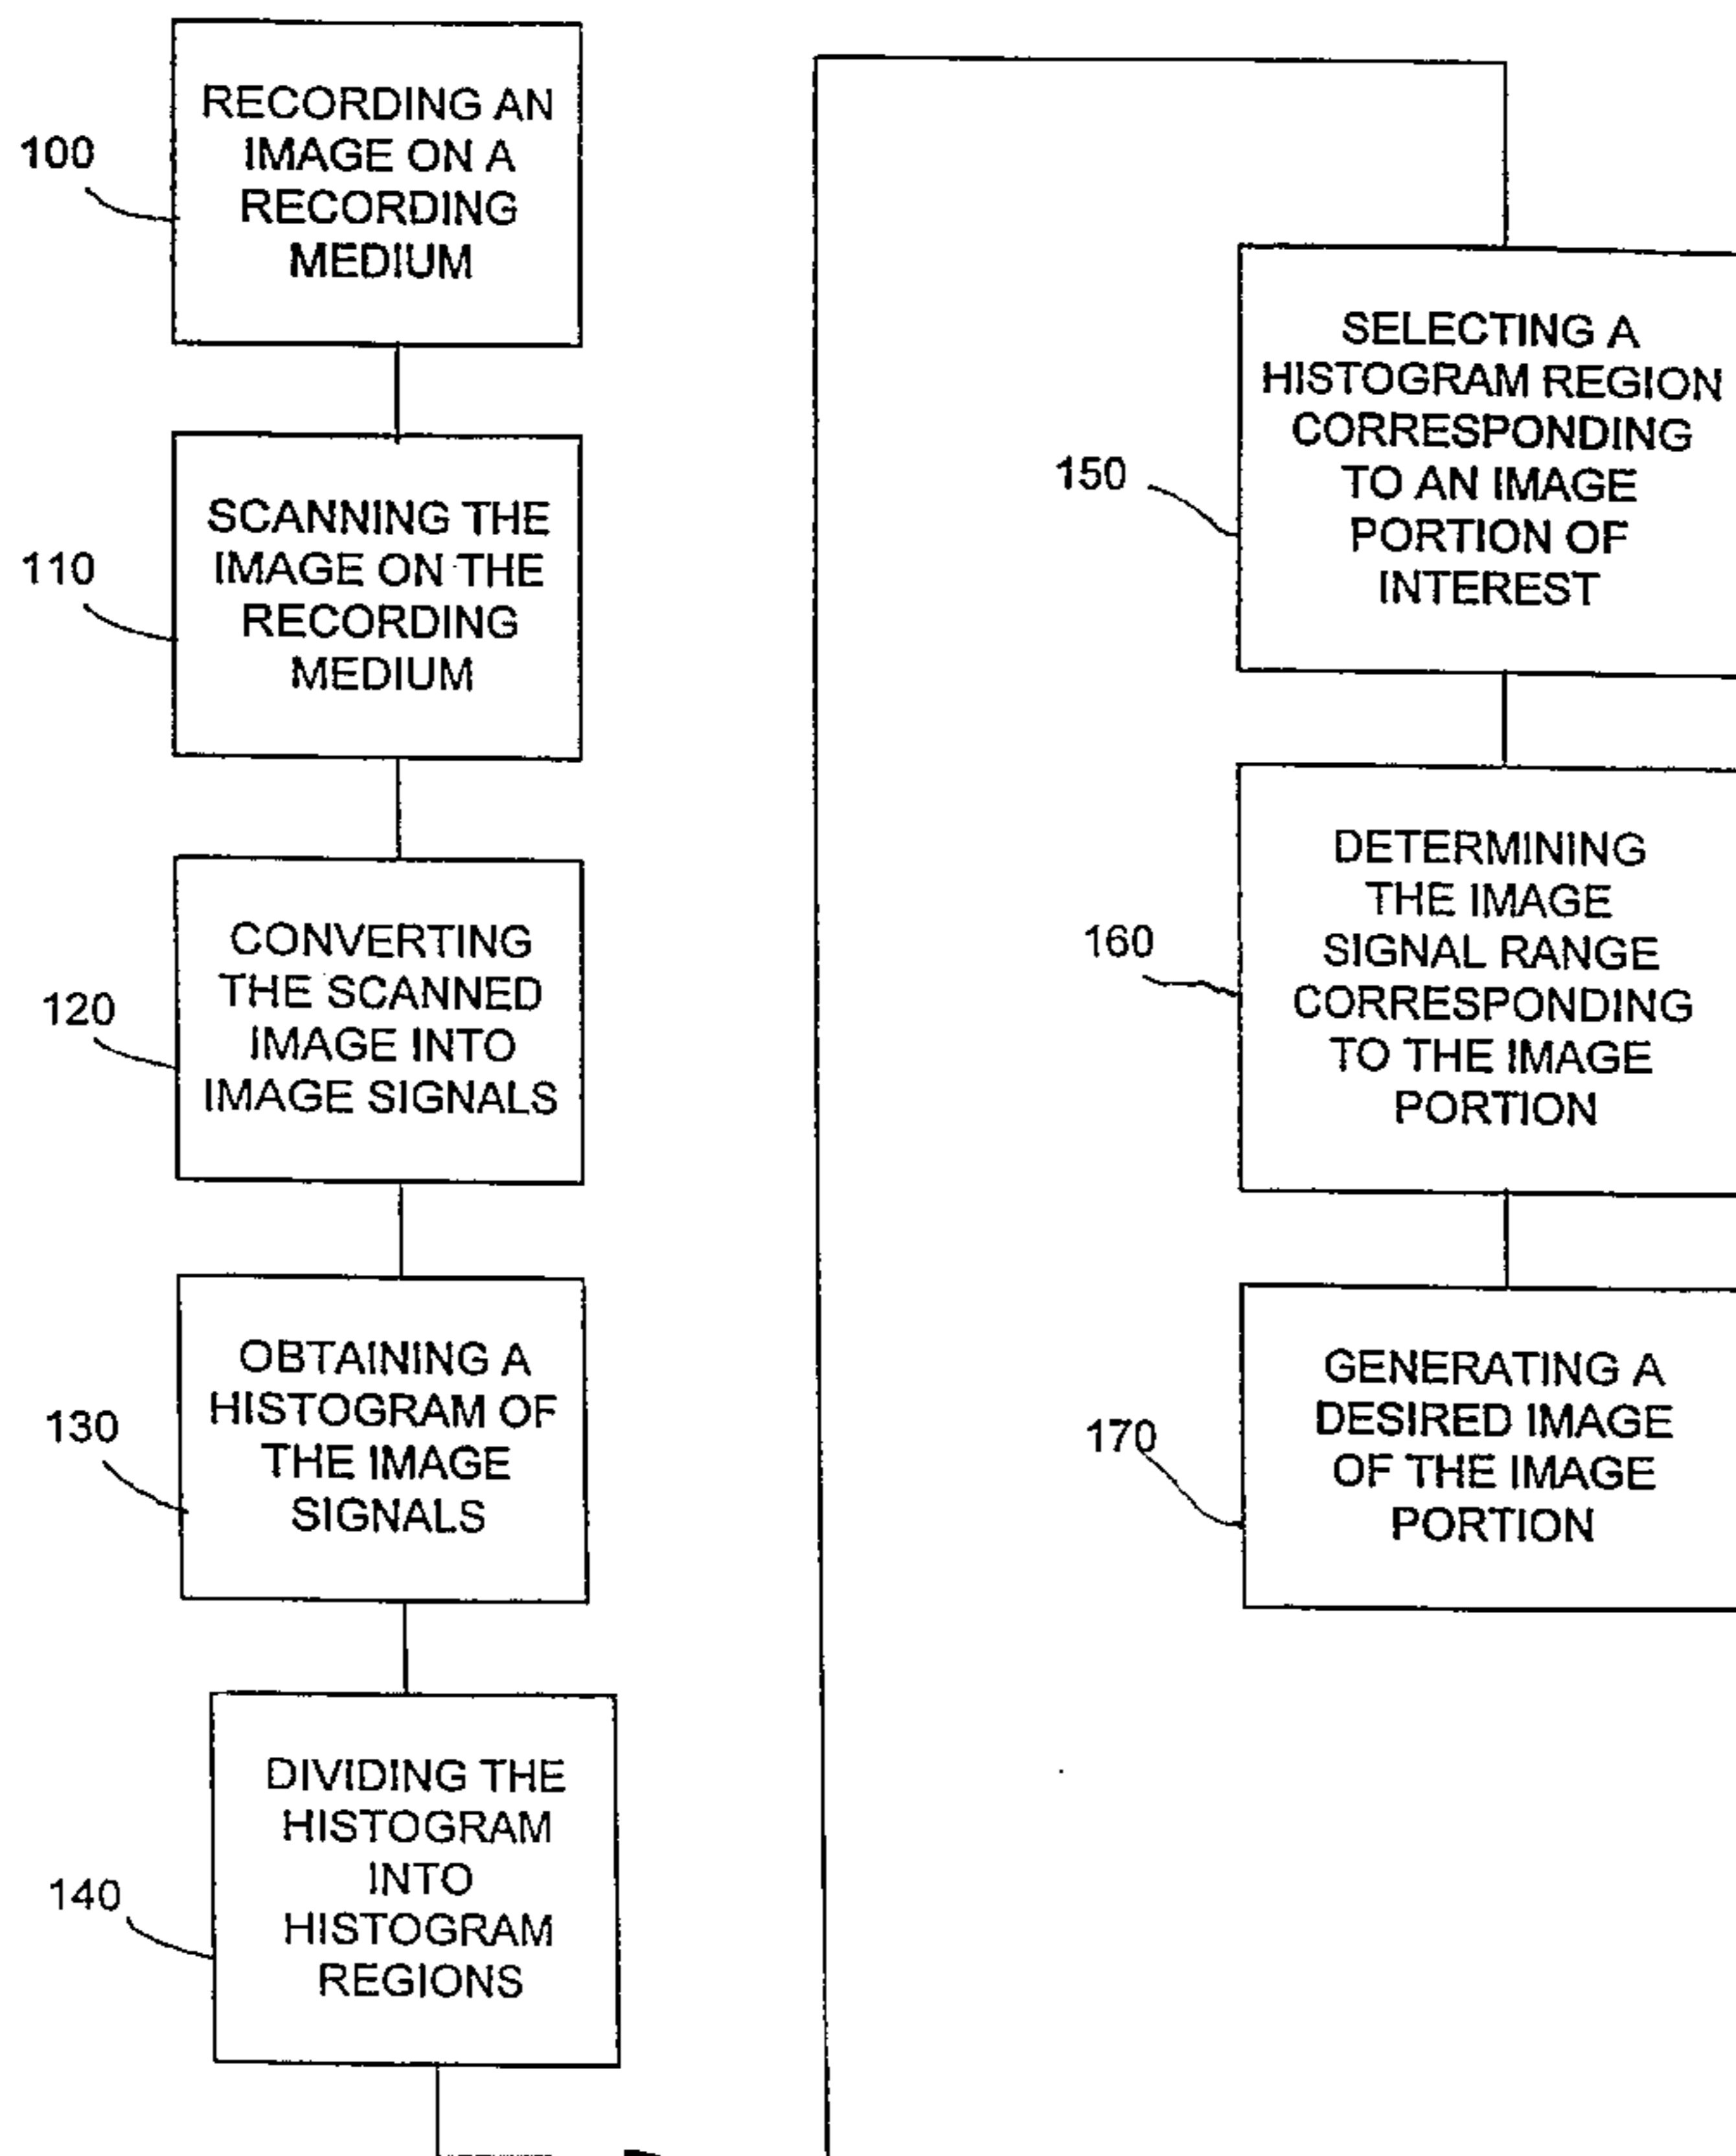 100
RECORDING AN
IMAGE ON A
RECORDING
MEDIUM
110
SCANNING THE
IMAGE ON THE
RECORDING
MEDIUM
120
CONVERTING
THE SCANNED
IMAGE INTO
IMAGE SIGNALS
130
OBTAINING A
HISTOGRAM OF
THE IMAGE
SIGNALS
140
DIVIDING THE
HISTOGRAM
INTO
HISTOGRAM
REGIONS
150
SELECTING A
HISTOGRAM REGION
CORRESPONDING
TO AN IMAGE
PORTION OF
INTEREST
160
DETERMINING
THE IMAGE
SIGNAL RANGE
CORRESPONDING
TO THE IMAGE
PORTION
170
GENERATING A
DESIRED IMAGE
OF THE IMAGE
PORTION